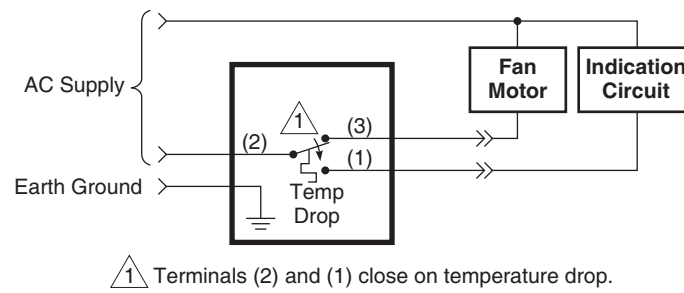 AC Supply
Earth Ground
Fan
Motor
Indication
Circuit
1
(2)
(3)
(1)
Temp
Drop
1 Terminals (2) and (1) close on temperature drop.